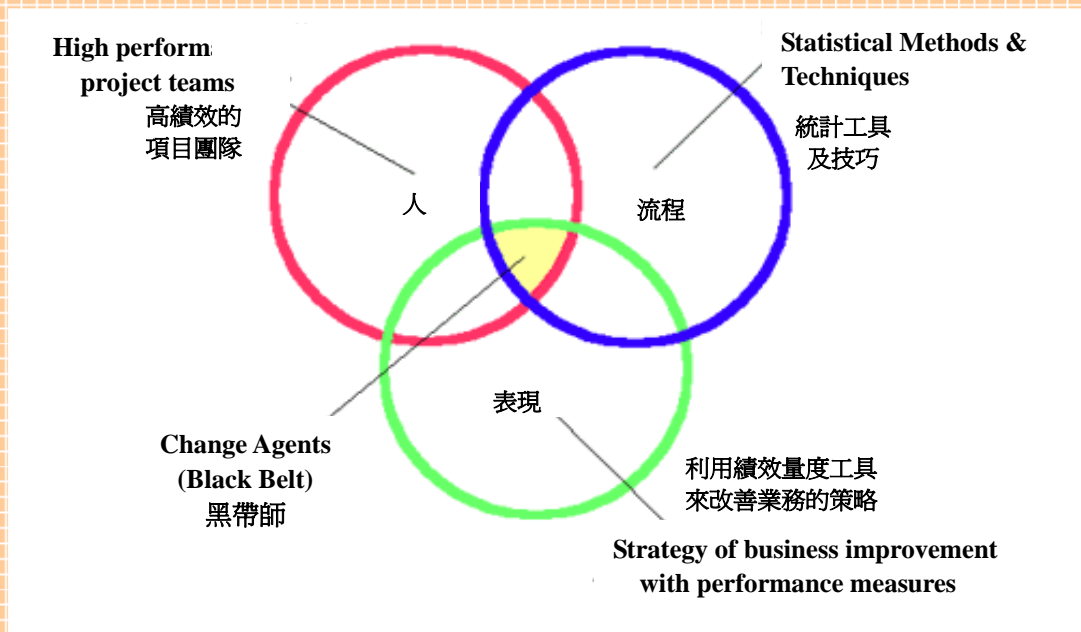 High perform
project teams
高績效的
項目團隊
Statistical Methods &
Techniques
統計工具
及技巧
人
流程
表現
Change Agents
(Black Belt)
黑帶師
利用績效量度工具
來改善業務的策略
Strategy of business improvement
with performance measures